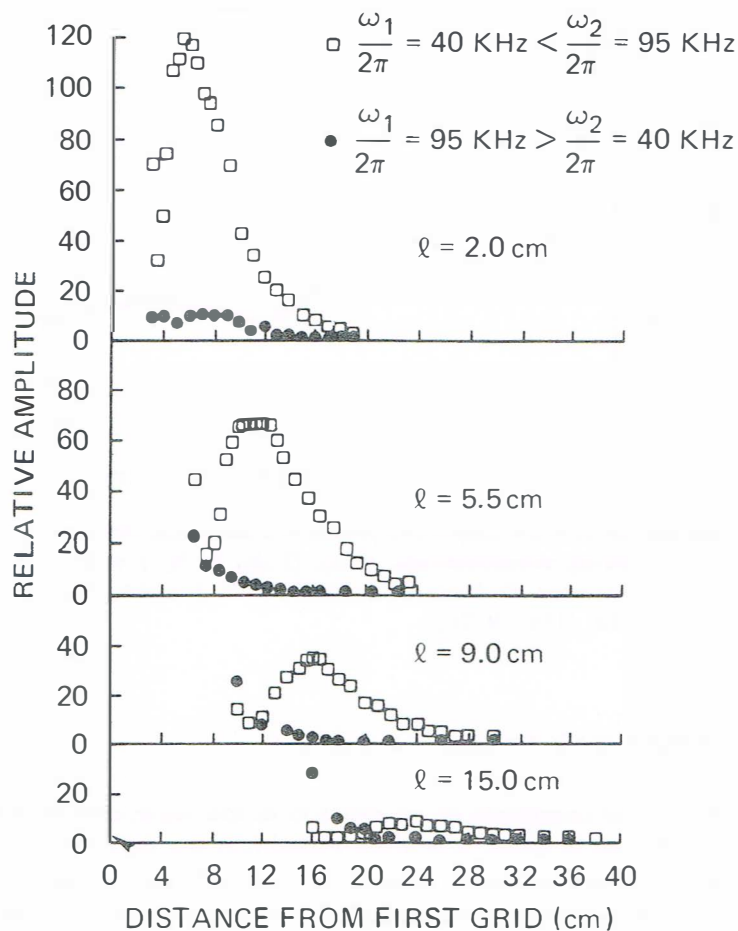 □ ω₁/2π = 40 KHz < ω₂/2π = 95 KHz
● ω₁/2π = 95 KHz > ω₂/2π = 40 KHz
RELATIVE AMPLITUDE
120
100
80
60
40
20
0
ℓ = 2.0 cm
80
60
40
20
0
ℓ = 5.5 cm
40
20
0
ℓ = 9.0 cm
20
0
ℓ = 15.0 cm
0 4 8 12 16 20 24 28 32 36 40
DISTANCE FROM FIRST GRID (cm)